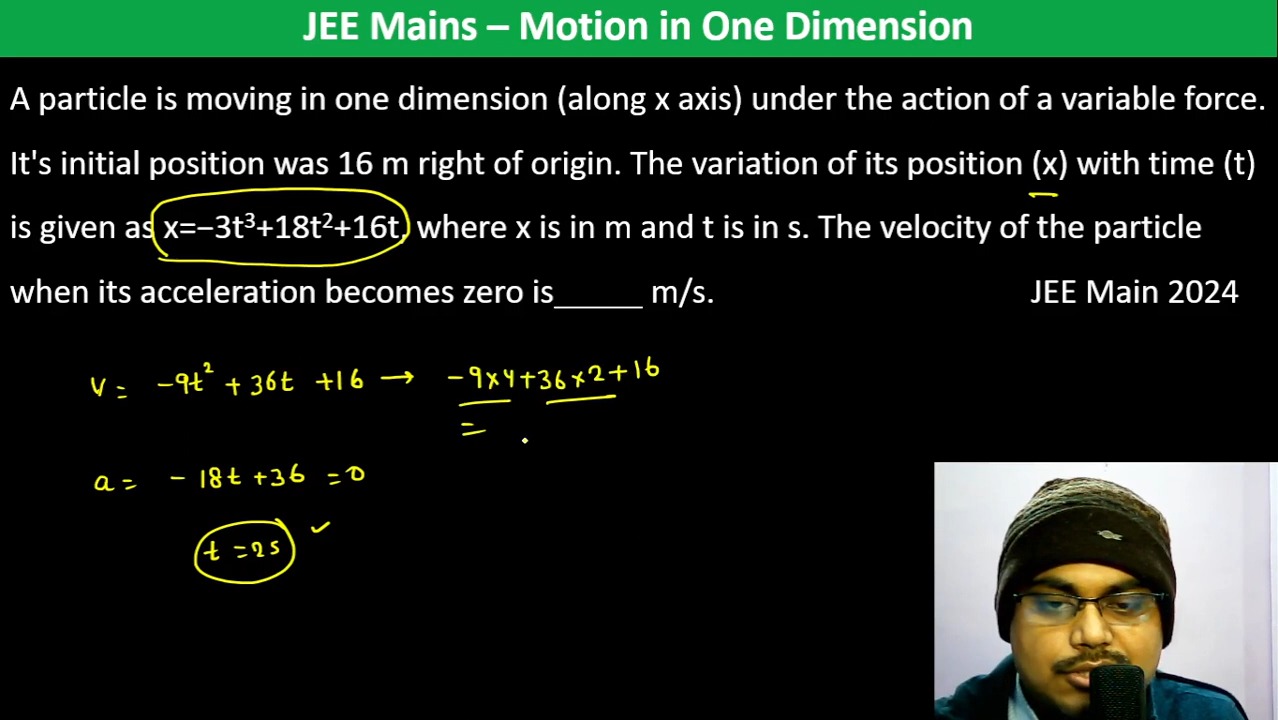 JEE Mains – Motion in One Dimension
A particle is moving in one dimension (along x axis) under the action of a variable force.
It's initial position was 16 m right of origin. The variation of its position (x) with time (t)
is given as x=−3t³+18t²+16t, where x is in m and t is in s. The velocity of the particle
when its acceleration becomes zero is_____ m/s. JEE Main 2024
v = -9t² + 36t +16 → -9×4+36×2+16
=
a = - 18t +36 = 0
t = 2s ✓